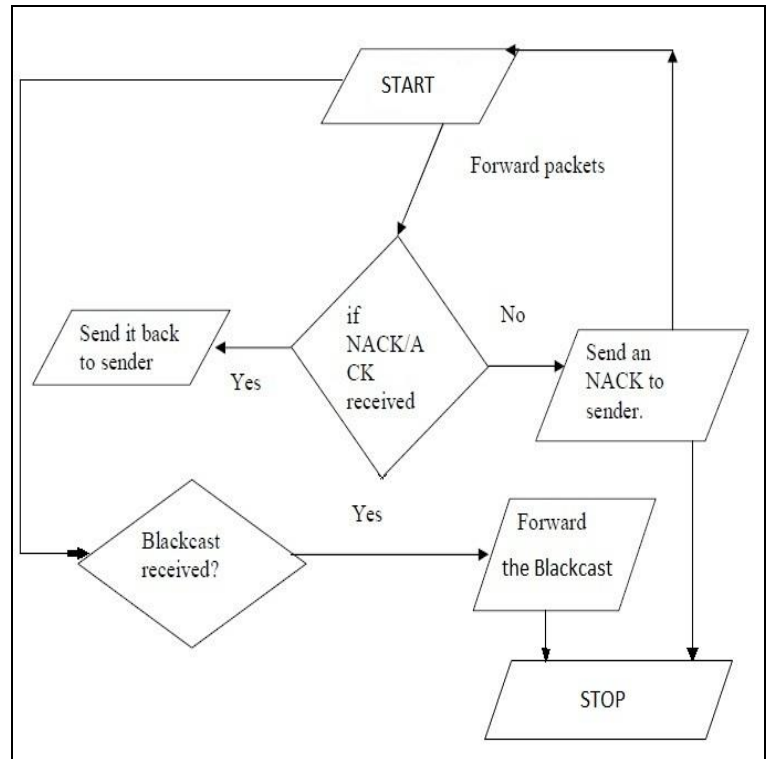 START
Forward packets
if
NACK/A
CK
received
No
Send it back
to sender
Yes
Send an
NACK to
sender.
Blackcast
received?
Yes
Forward
the Blackcast
STOP